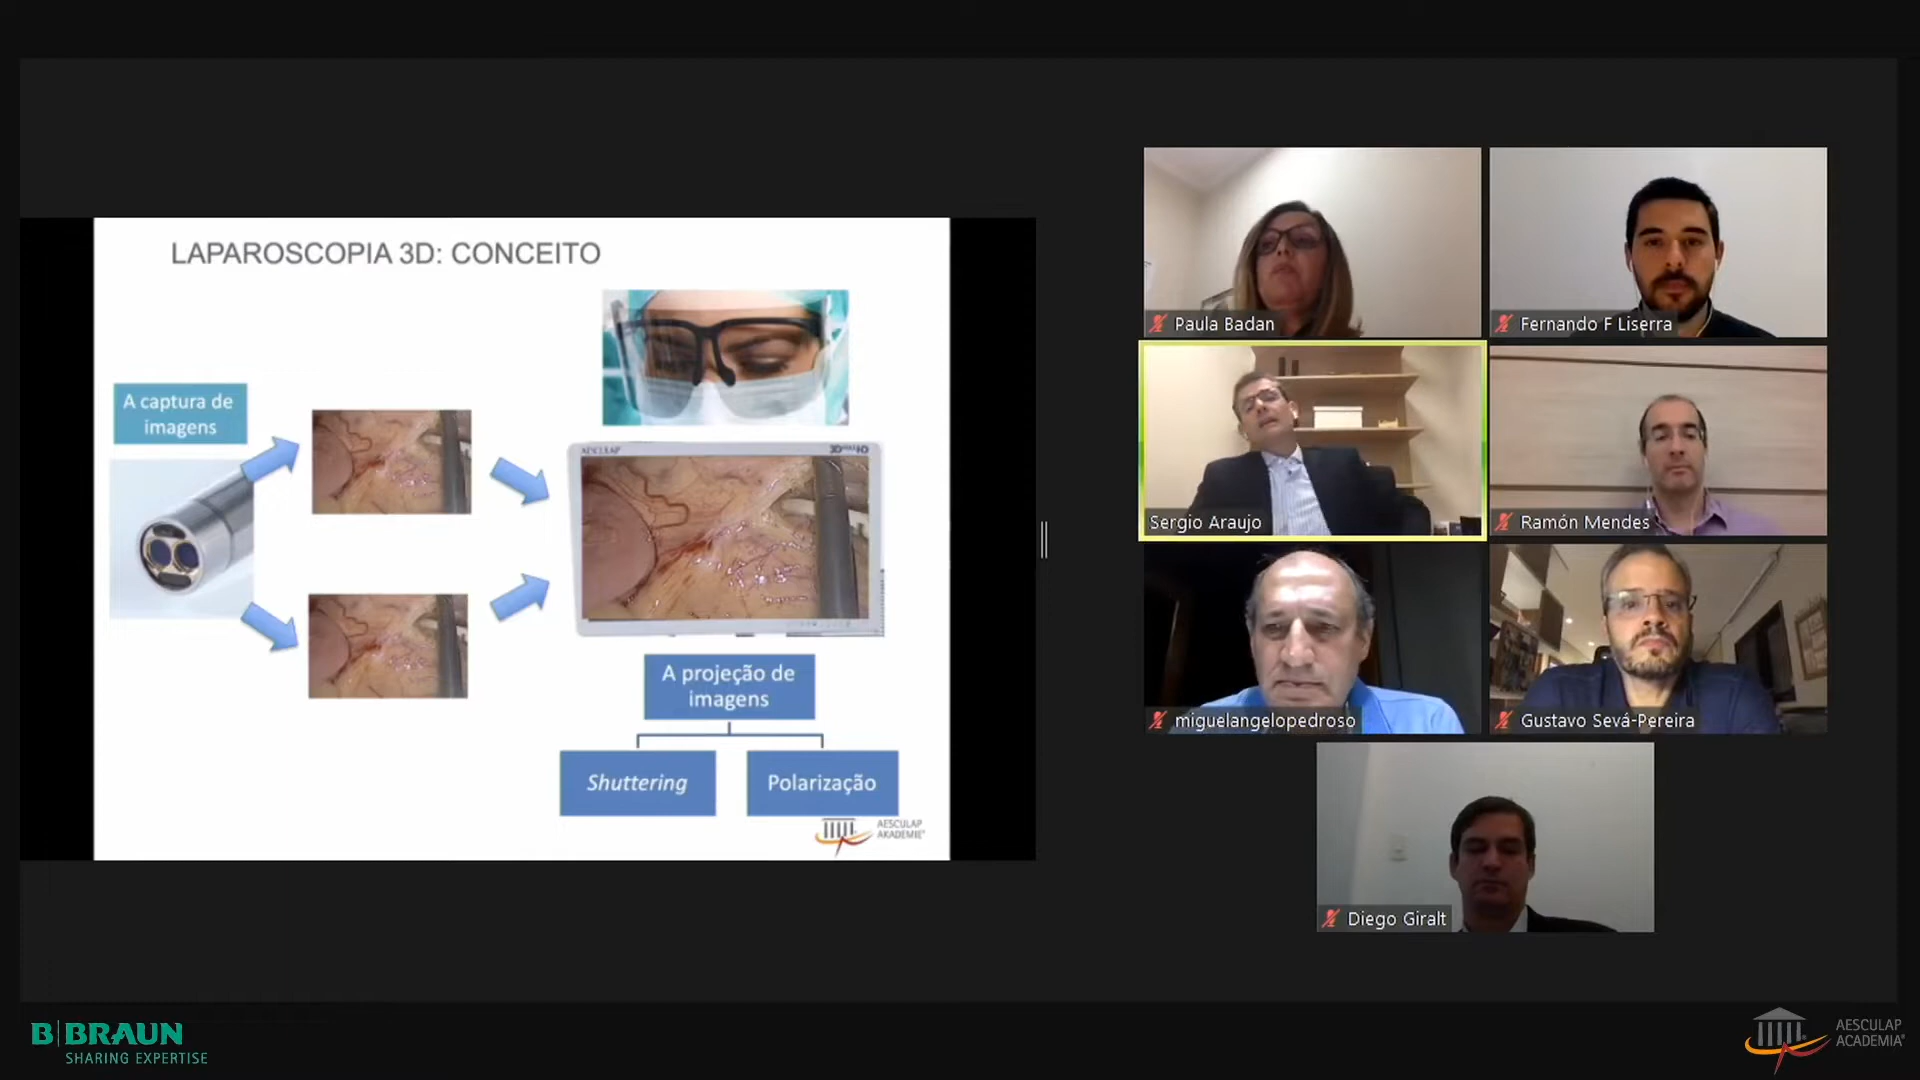 LAPAROSCOPIA 3D: CONCEITO
A captura de
imagens
AESCULAP
A projeção de
imagens
Shuttering
Polarização
AESCULAP
AKADEMIE®
Paula Badan
Fernando F Liserra
Sergio Araujo
Ramón Mendes
miguelangelopedroso
Gustavo Sevá-Pereira
Diego Giralt
B|BRAUN
SHARING EXPERTISE
AESCULAP
ACADEMIA®